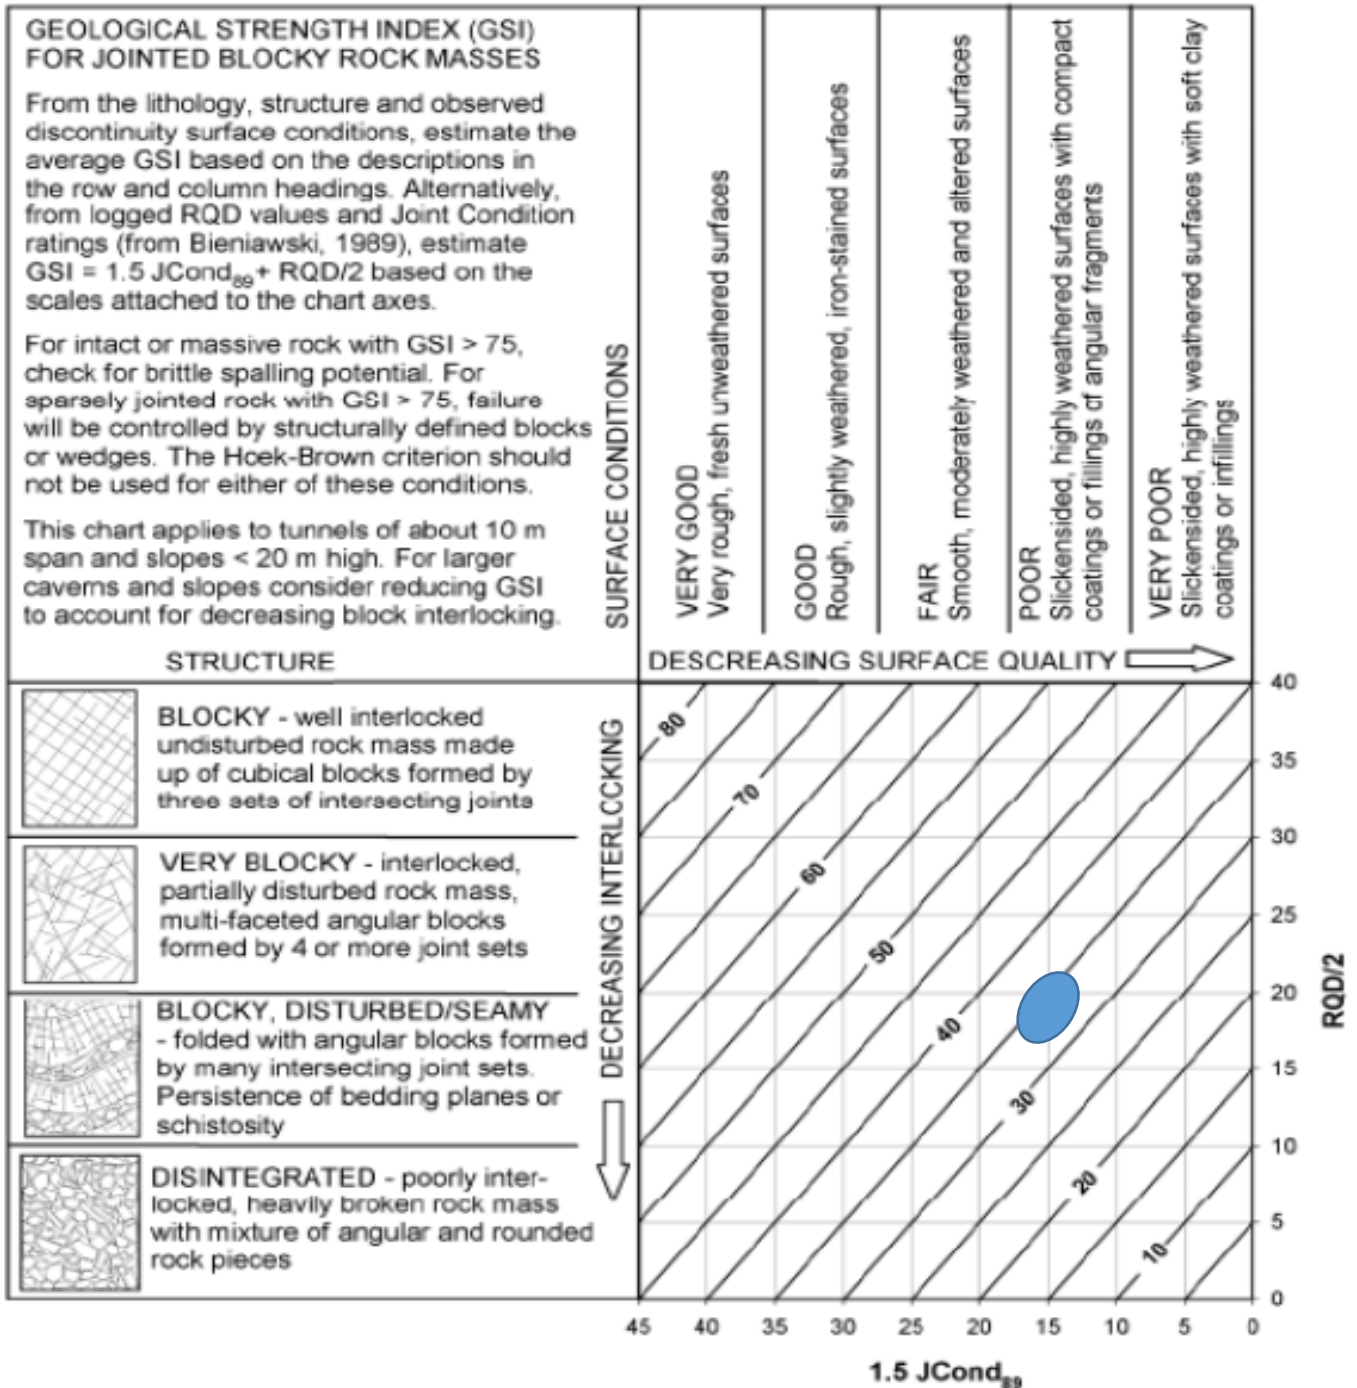 GEOLOGICAL STRENGTH INDEX (GSI)
FOR JOINTED BLOCKY ROCK MASSES
From the lithology, structure and observed
discontinuity surface conditions, estimate the
average GSI based on the descriptions in
the row and column headings. Alternatively,
from logged RQD values and Joint Condition
ratings (from Bieniawski, 1989), estimate
GSI = 1.5 JCond89 + RQD/2 based on the
scales attached to the chart axes.
For intact or massive rock with GSI > 75,
check for brittle spalling potential. For
sparsely jointed rock with GSI > 75, failure
will be controlled by structurally defined blocks
or wedges. The Hoek-Brown criterion should
not be used for either of these conditions.
This chart applies to tunnels of about 10 m
span and slopes < 20 m high. For larger
caverns and slopes consider reducing GSI
to account for decreasing block interlocking.
STRUCTURE
SURFACE CONDITIONS
VERY GOOD
Very rough, fresh unweathered surfaces
GOOD
Rough, slightly weathered, iron-stained surfaces
FAIR
Smooth, moderately weathered and altered surfaces
POOR
Slickensided, highly weathered surfaces with compact
coatings or fillings of angular fragments
VERY POOR
Slickensided, highly weathered surfaces with soft clay
coatings or infillings
DESCREASING SURFACE QUALITY
BLOCKY - well interlocked
undisturbed rock mass made
up of cubical blocks formed by
three sets of intersecting joints
VERY BLOCKY - interlocked,
partially disturbed rock mass,
multi-faceted angular blocks
formed by 4 or more joint sets
BLOCKY, DISTURBED/SEAMY
- folded with angular blocks formed
by many intersecting joint sets.
Persistence of bedding planes or
schistosity
DISINTEGRATED - poorly inter-
locked, heavily broken rock mass
with mixture of angular and rounded
rock pieces
DECREASING INTERLOCKING
80
70
60
50
40
30
20
10
40
35
30
25
20
15
10
5
0
RQD/2
45 40 35 30 25 20 15 10 5 0
1.5 JCond89